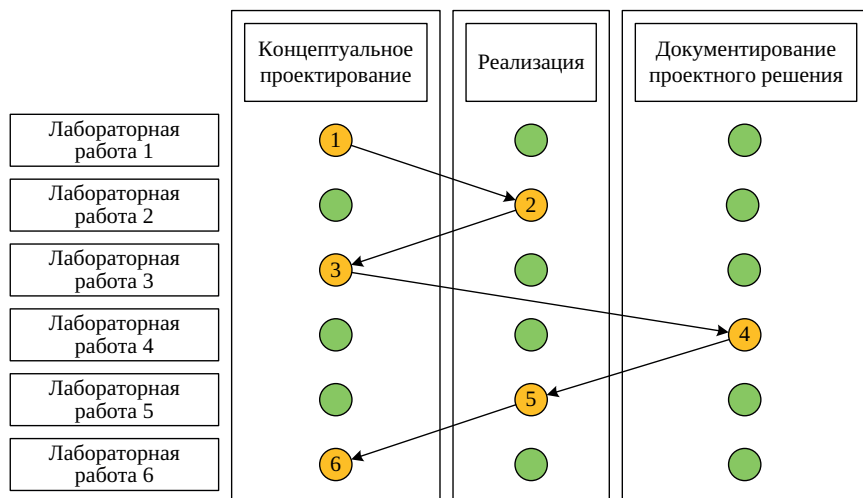 Концептуальное
проектирование
Реализация
Документирование
проектного решения
Лабораторная
работа 1
1
Лабораторная
работа 2
2
Лабораторная
работа 3
3
Лабораторная
работа 4
4
Лабораторная
работа 5
5
Лабораторная
работа 6
6